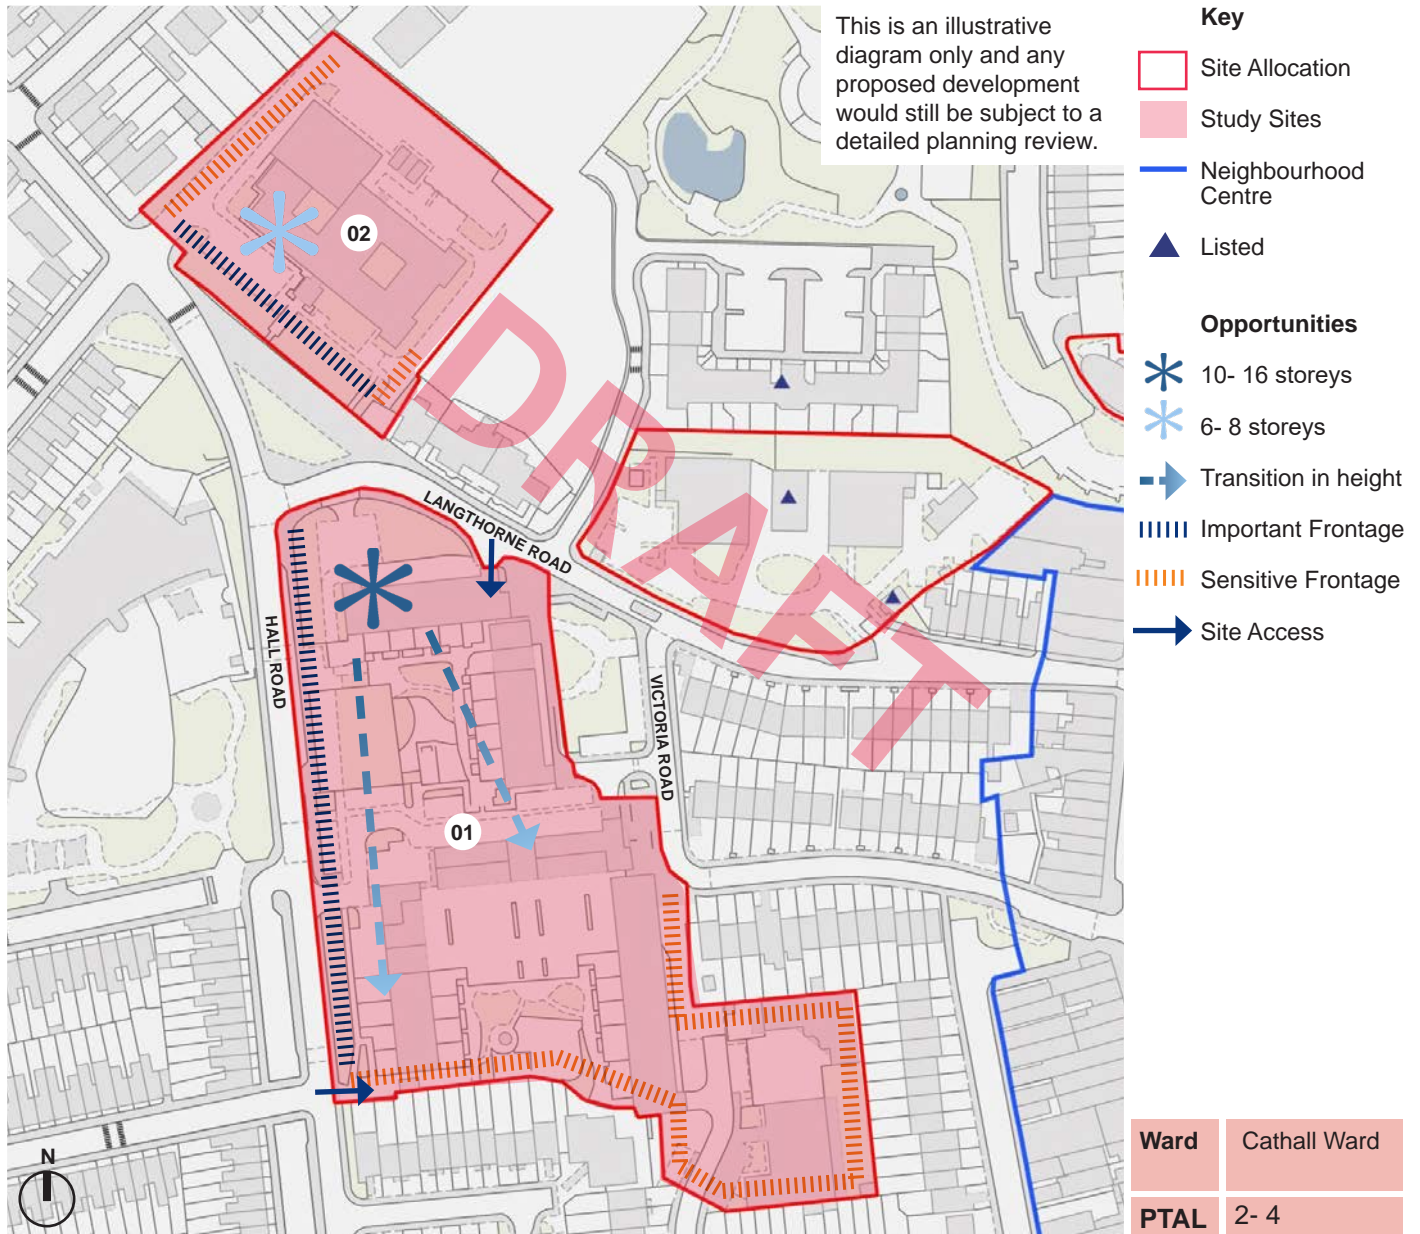 This is an illustrative
diagram only and any
proposed development
would still be subject to a
detailed planning review.
Key
Site Allocation
Study Sites
Neighbourhood
Centre
Listed
Opportunities
10- 16 storeys
6- 8 storeys
Transition in height
Important Frontage
Sensitive Frontage
Site Access
02
DRAFT
LANGTHORNE ROAD
HALL ROAD
VICTORIA ROAD
01
N
Ward Cathall Ward
PTAL 2- 4